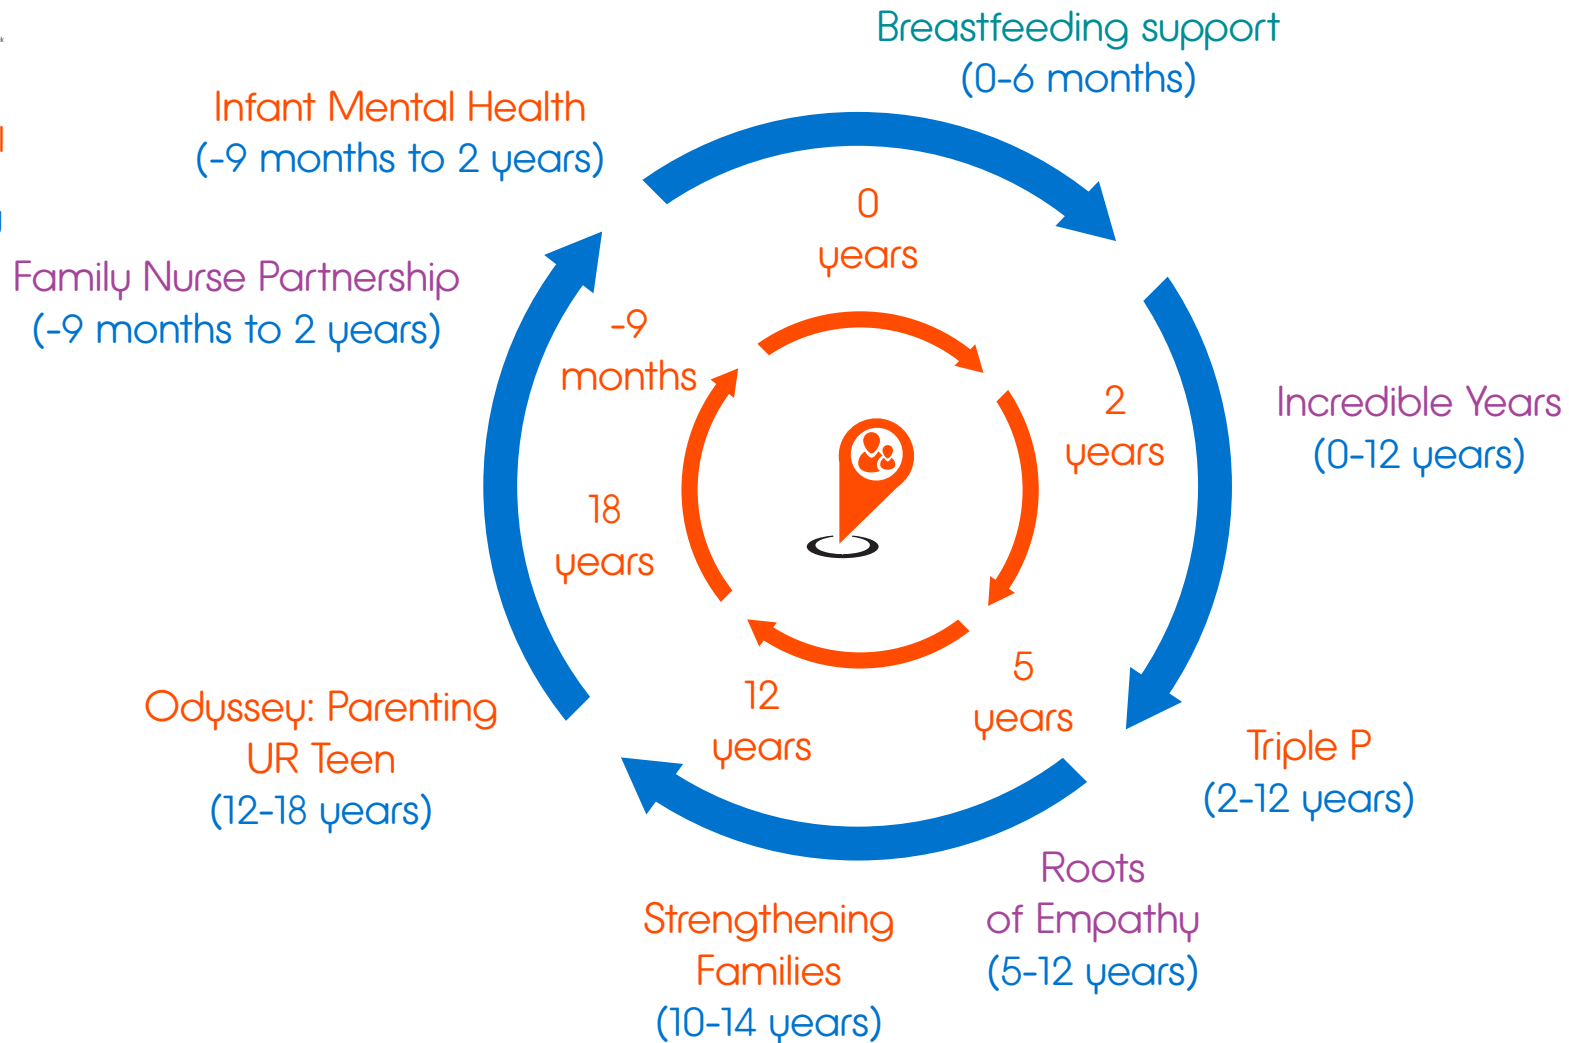 Breastfeeding support
(0-6 months)
Infant Mental Health
(-9 months to 2 years)
Family Nurse Partnership
(-9 months to 2 years)
0
years
-9
months
2
years
Incredible Years
(0-12 years)
18
years
5
years
12
years
Odyssey: Parenting
UR Teen
(12-18 years)
Triple P
(2-12 years)
Roots
of Empathy
(5-12 years)
Strengthening
Families
(10-14 years)